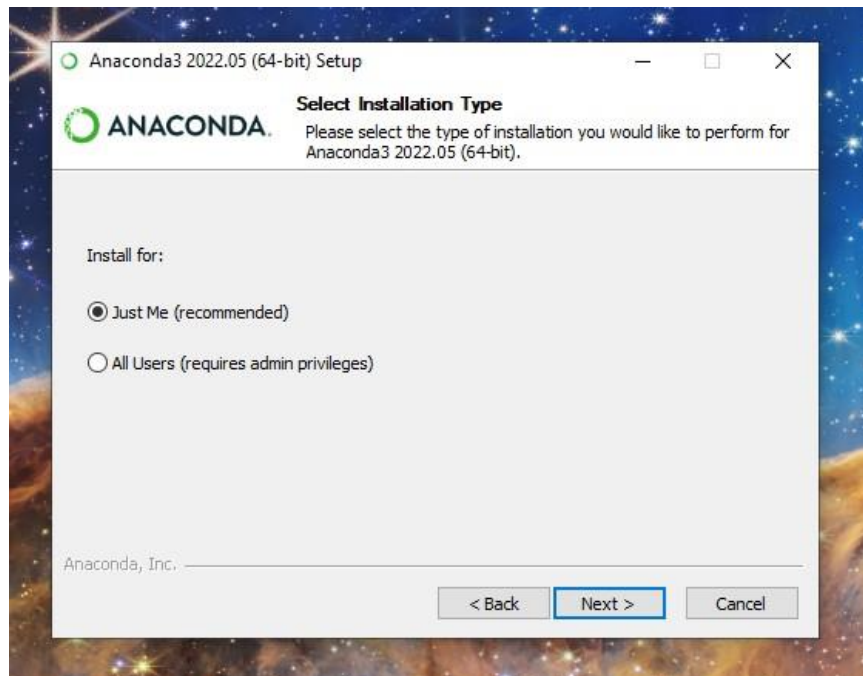 Anaconda3 2022.05 (64-bit) Setup
ANACONDA.
Select Installation Type
Please select the type of installation you would like to perform for
Anaconda3 2022.05 (64-bit).
Install for:
Just Me (recommended)
All Users (requires admin privileges)
Anaconda, Inc.
< Back
Next >
Cancel